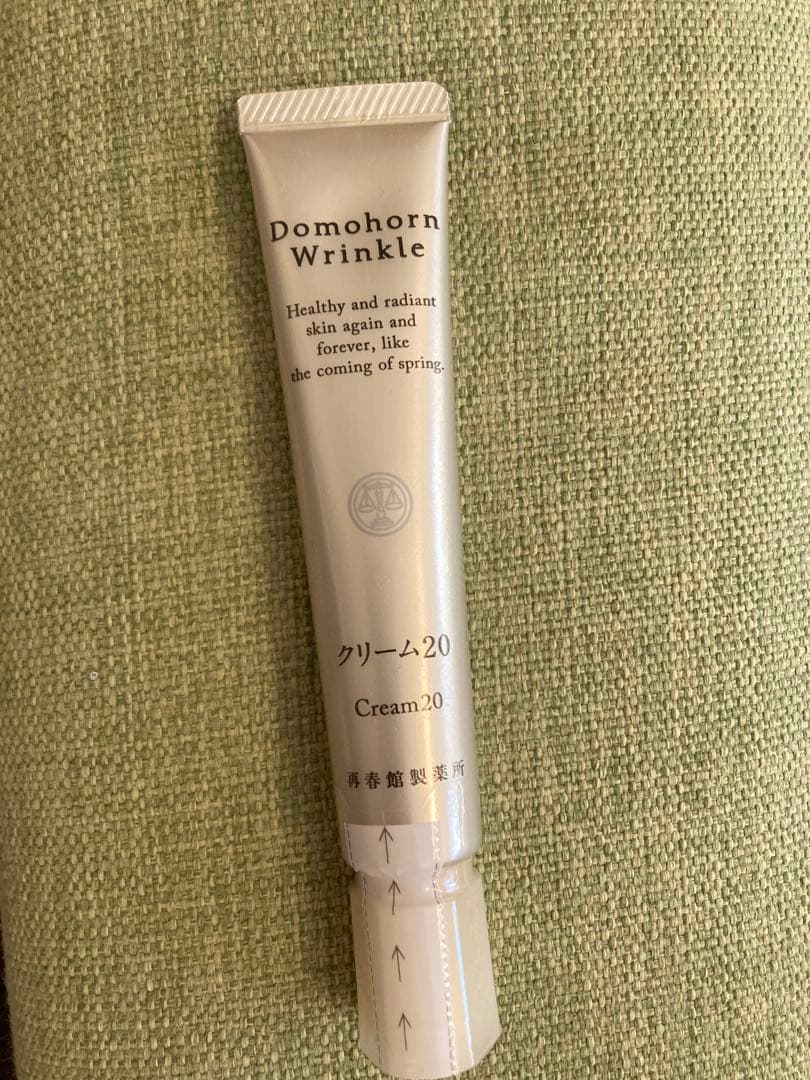 Domohorn
Wrinkle
Healthy and radiant
skin again and
forever, like
the coming of spring.
クリーム20
Cream20
再春館製薬所